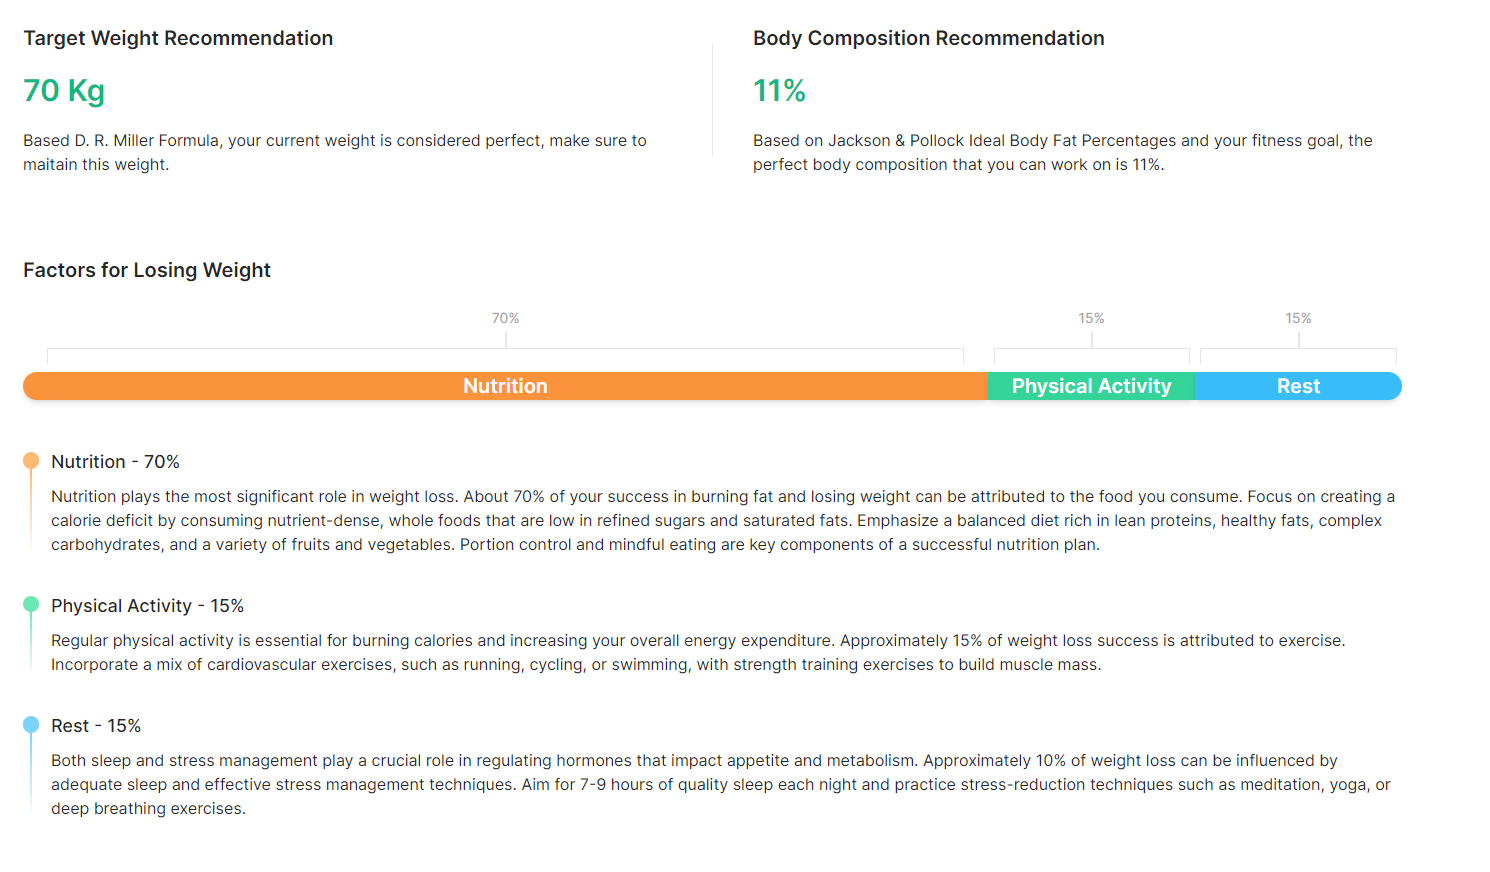 Target Weight Recommendation
70 Kg
Based D. R. Miller Formula, your current weight is considered perfect, make sure to
maitain this weight.
Body Composition Recommendation
11%
Based on Jackson & Pollock Ideal Body Fat Percentages and your fitness goal, the
perfect body composition that you can work on is 11%.
Factors for Losing Weight
70% 15% 15%
Nutrition Physical Activity Rest
Nutrition - 70%
Nutrition plays the most significant role in weight loss. About 70% of your success in burning fat and losing weight can be attributed to the food you consume. Focus on creating a
calorie deficit by consuming nutrient-dense, whole foods that are low in refined sugars and saturated fats. Emphasize a balanced diet rich in lean proteins, healthy fats, complex
carbohydrates, and a variety of fruits and vegetables. Portion control and mindful eating are key components of a successful nutrition plan.
Physical Activity - 15%
Regular physical activity is essential for burning calories and increasing your overall energy expenditure. Approximately 15% of weight loss success is attributed to exercise.
Incorporate a mix of cardiovascular exercises, such as running, cycling, or swimming, with strength training exercises to build muscle mass.
Rest - 15%
Both sleep and stress management play a crucial role in regulating hormones that impact appetite and metabolism. Approximately 10% of weight loss can be influenced by
adequate sleep and effective stress management techniques. Aim for 7-9 hours of quality sleep each night and practice stress-reduction techniques such as meditation, yoga, or
deep breathing exercises.